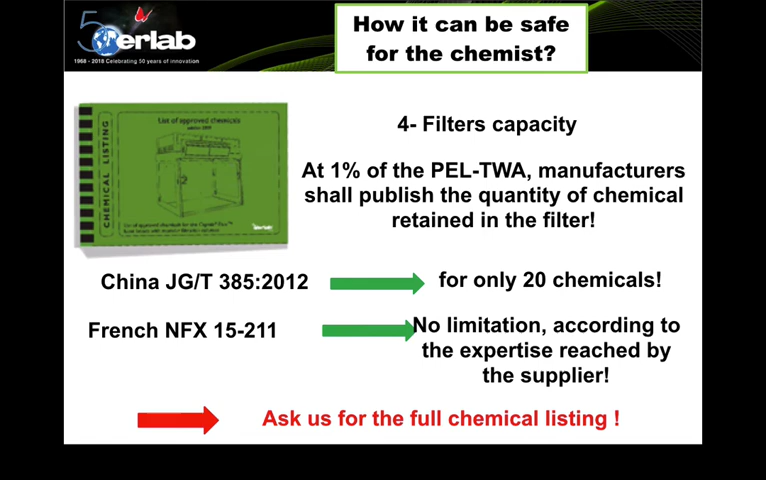 50
erlab
1968 - 2018 Celebrating 50 years of innovation
How it can be safe
for the chemist?
CHEMICAL LISTING
List of approved chemicals
4- Filters capacity
At 1% of the PEL-TWA, manufacturers
shall publish the quantity of chemical
retained in the filter!
erlab
China JG/T 385:2012
for only 20 chemicals!
French NFX 15-211
No limitation, according to
the expertise reached by
the supplier!
Ask us for the full chemical listing !